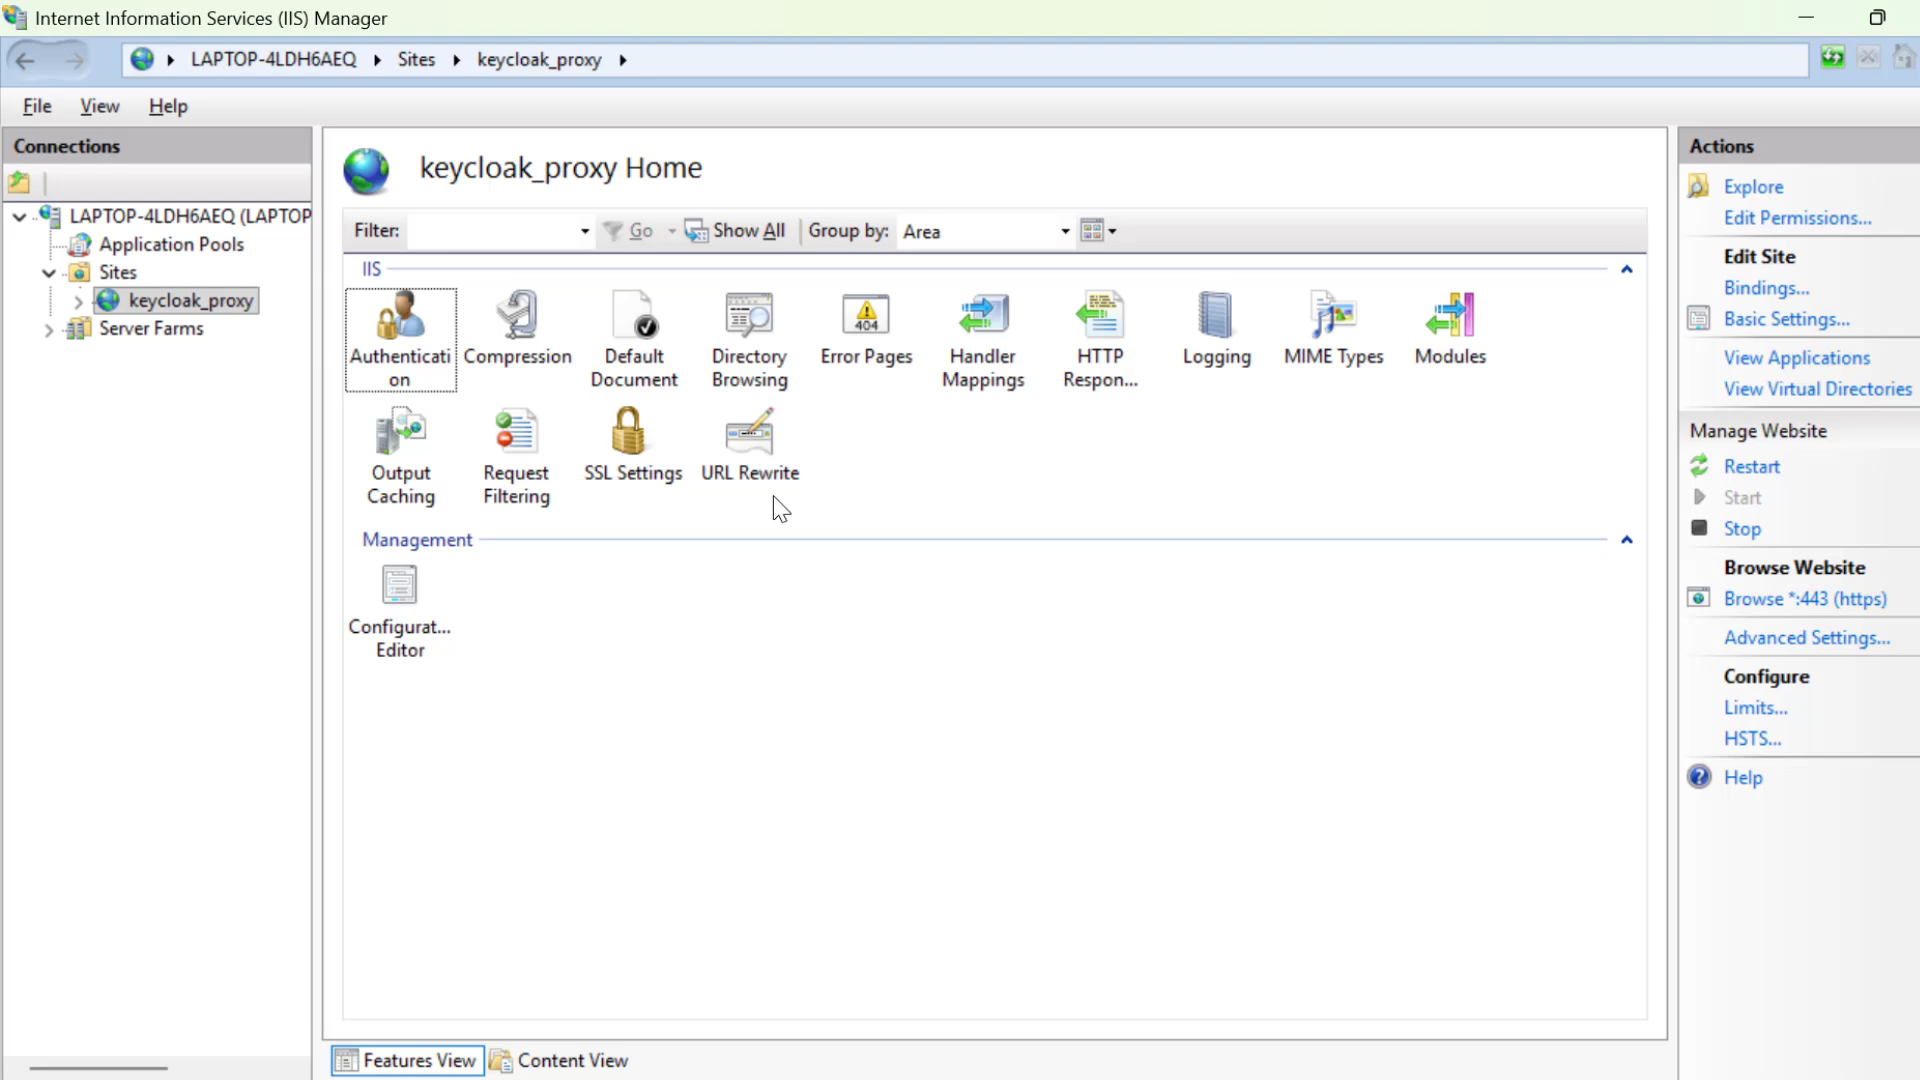 Internet Information Services (IIS) Manager
LAPTOP-4LDH6AEQ Sites keycloak_proxy
File View Help
Connections
LAPTOP-4LDH6AEQ (LAPTOP
Application Pools
Sites
keycloak_proxy
Server Farms
keycloak_proxy Home
Filter: Go Show All Group by: Area
IIS
Authenticati
on
Compression
Default
Document
Directory
Browsing
Error Pages
404
Handler
Mappings
HTTP
Respon...
Logging
MIME Types
Modules
Output
Caching
Request
Filtering
SSL Settings
URL Rewrite
Management
Configurat...
Editor
Features View
Content View
Actions
Explore
Edit Permissions...
Edit Site
Bindings...
Basic Settings...
View Applications
View Virtual Directories
Manage Website
Restart
Start
Stop
Browse Website
Browse *:443 (https)
Advanced Settings...
Configure
Limits...
HSTS...
Help